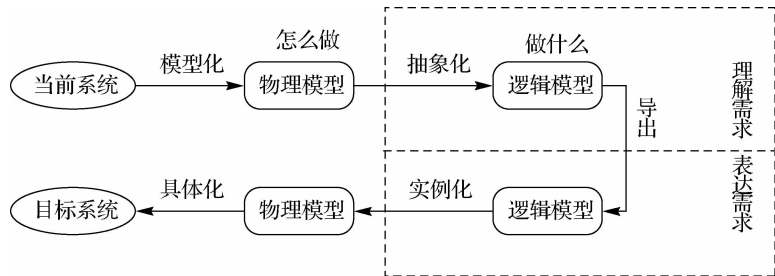 怎么做
做什么
当前系统
模型化
物理模型
抽象化
逻辑模型
导出
理解需求
目标系统
具体化
物理模型
实例化
逻辑模型
表达需求